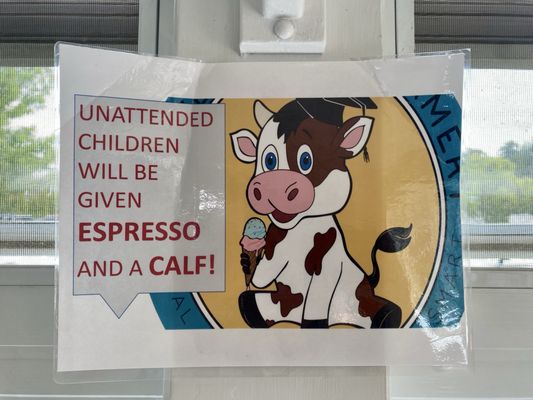 UNATTENDED
CHILDREN
WILL BE
GIVEN
ESPRESSO
AND A CALF!